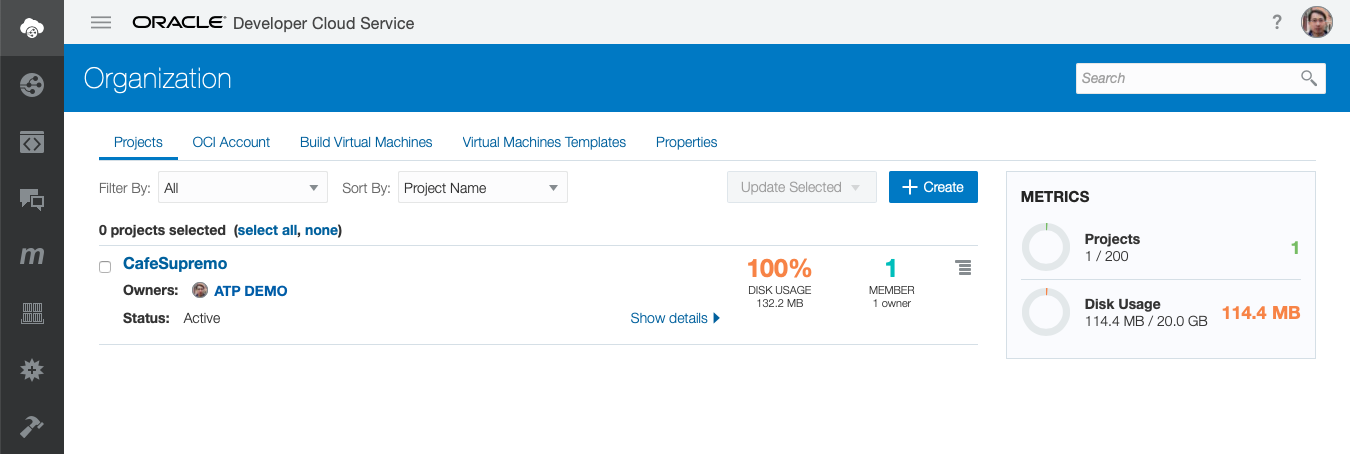 ORACLE Developer Cloud Service
?
Organization
Search
Projects OCI Account Build Virtual Machines Virtual Machines Templates Properties
Filter By: All Sort By: Project Name Update Selected Create
0 projects selected (select all, none)
CafeSupremo
Owners: ATP DEMO
Status: Active
Show details
100%
DISK USAGE
132.2 MB
1
MEMBER
1 owner
METRICS
Projects
1 / 200
1
Disk Usage
114.4 MB / 20.0 GB
114.4 MB
m